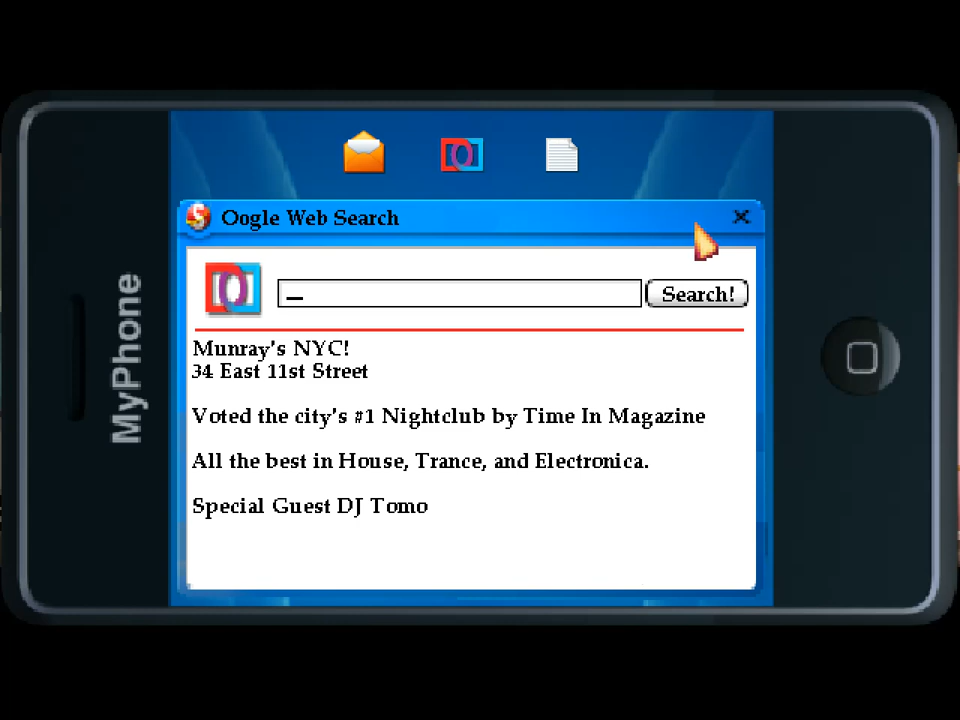 MyPhone
Oogle Web Search
Search!
Munray's NYC!
34 East 11st Street
Voted the city's #1 Nightclub by Time In Magazine
All the best in House, Trance, and Electronica.
Special Guest DJ Tomo